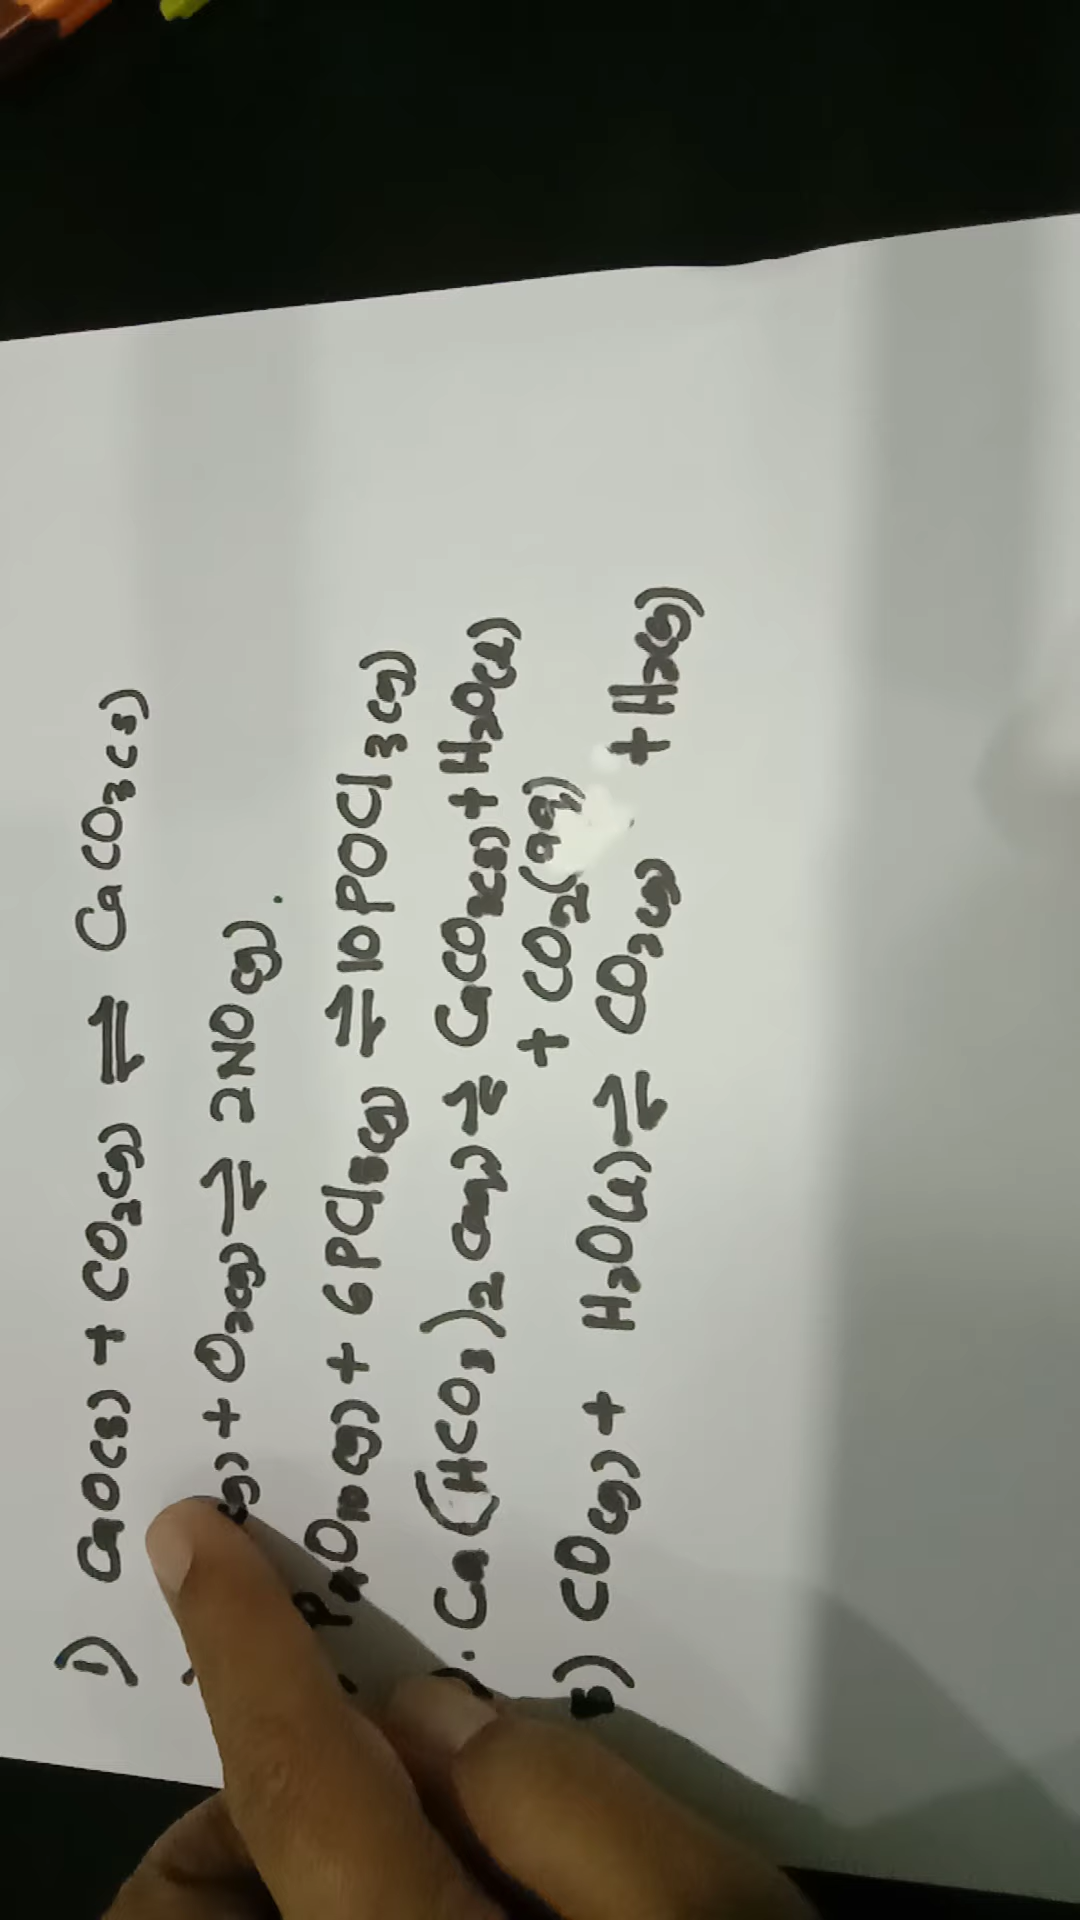 1) CaO(s) + CO₂(g) ⇌ CaCO₃(s)
(g) + O₂(g) ⇌ 2NO(g).
P₄O₁₀(g) + 6PCl₅(g) ⇌ 10POCl₃(g)
). Ca(HCO₃)₂(aq) ⇌ CaCO₃(s) + H₂O(l)
+ CO₂(aq)
5) CO(g) + H₂O(l) ⇌ CO₂(g) + H₂(g)